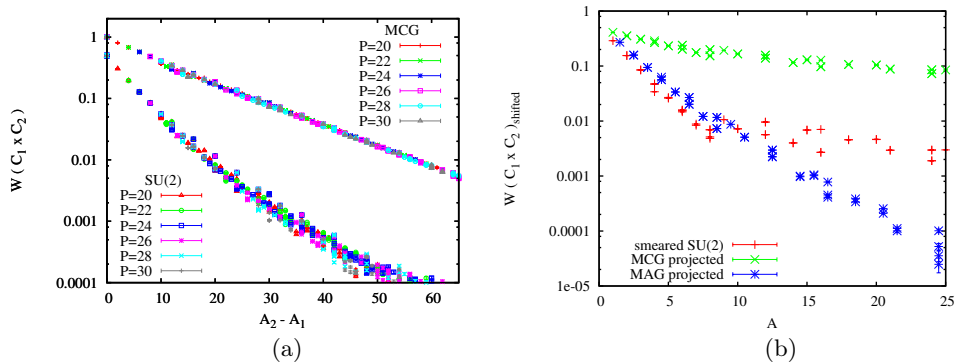 W ( C1 x C2 )
1
0.1
0.01
0.001
0.0001
MCG
P=20
P=22
P=24
P=26
P=28
P=30
SU(2)
P=20
P=22
P=24
P=26
P=28
P=30
0 10 20 30 40 50 60
A2 - A1
(a)
W ( C1 x C2 )shifted
1
0.1
0.01
0.001
0.0001
1e-05
smeared SU(2)
MCG projected
MAG projected
0 5 10 15 20 25
A
(b)